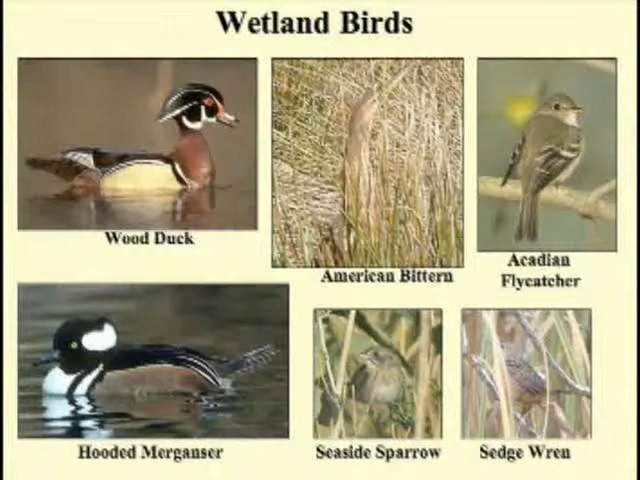 Wetland Birds
Wood Duck
American Bittern
Acadian
Flycatcher
Hooded Merganser
Seaside Sparrow
Sedge Wren